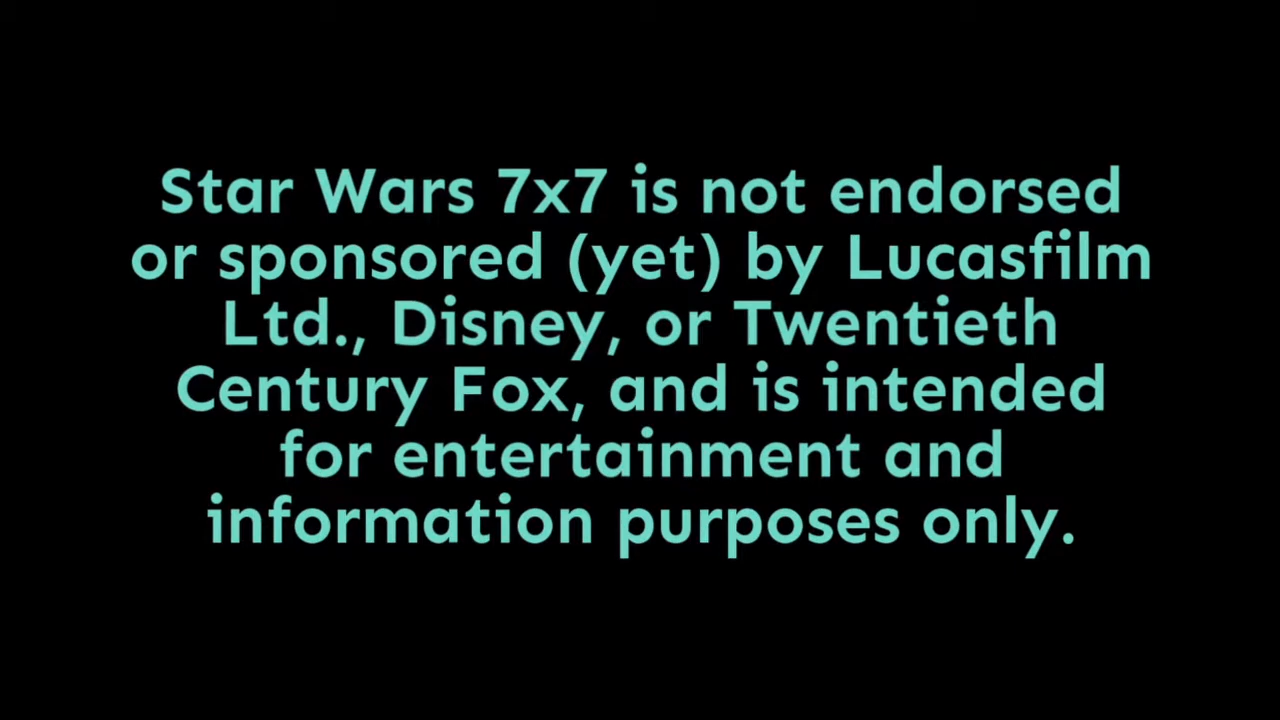 Star Wars 7x7 is not endorsed
or sponsored (yet) by Lucasfilm
Ltd., Disney, or Twentieth
Century Fox, and is intended
for entertainment and
information purposes only.